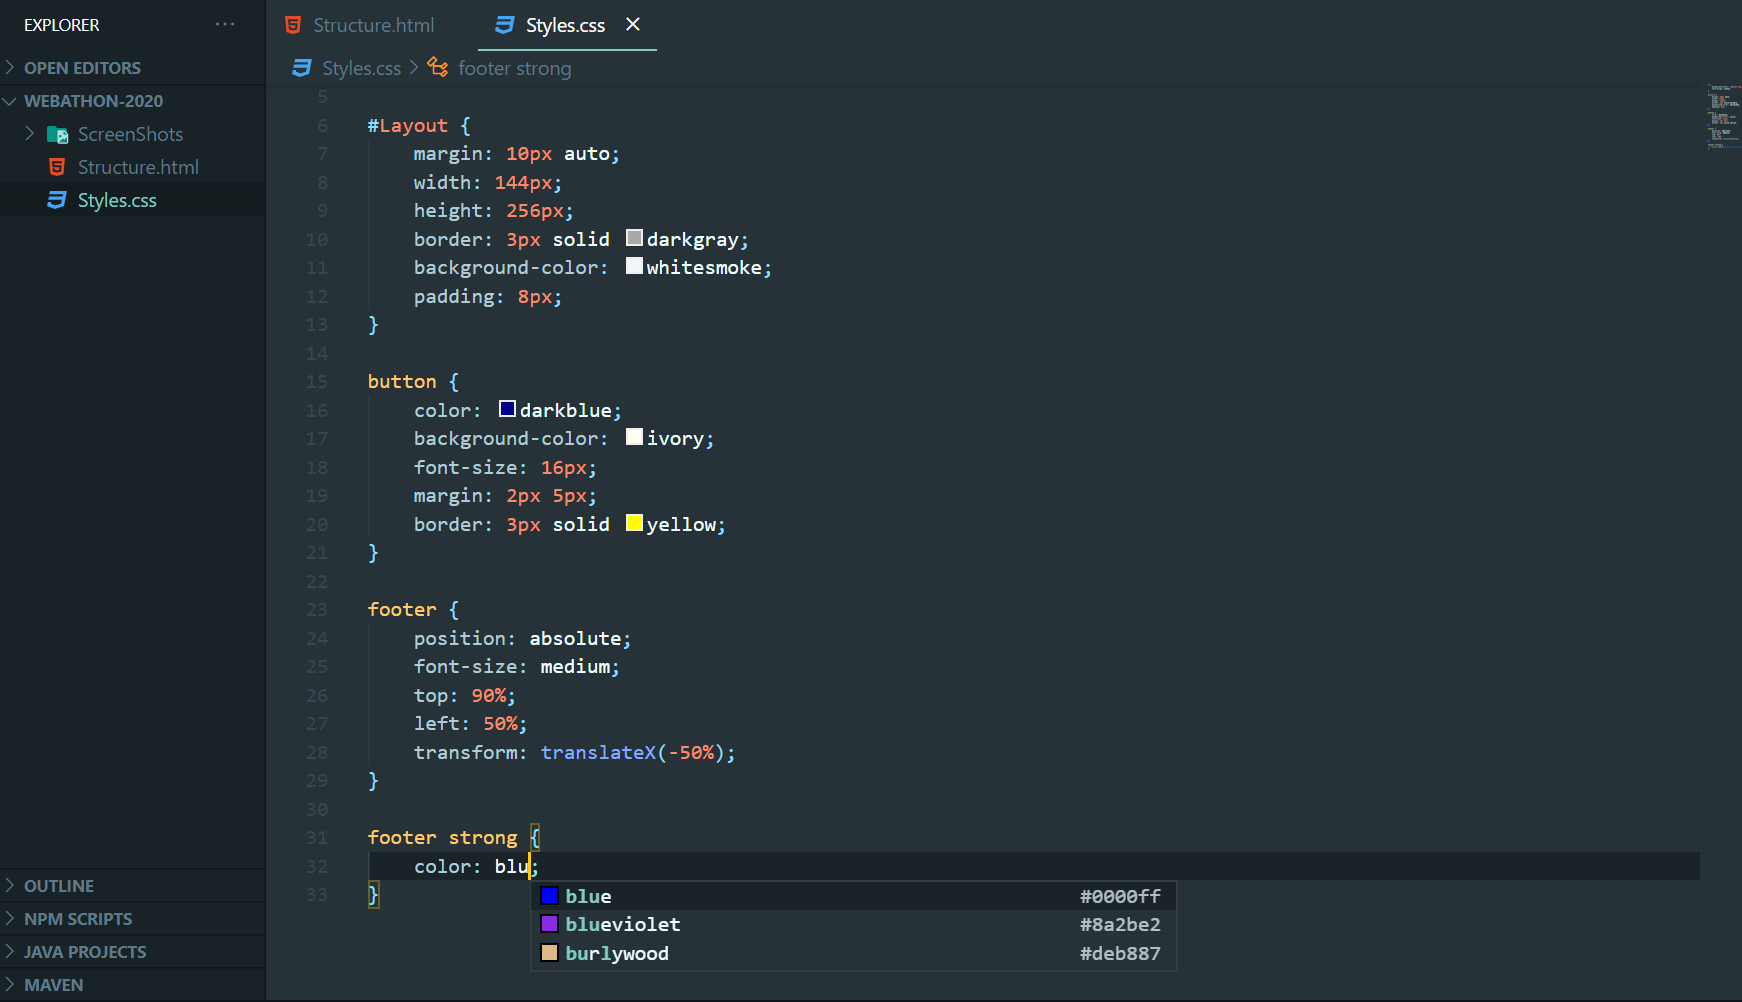 EXPLORER ···
OPEN EDITORS
WEBATHON-2020
ScreenShots
Structure.html
Styles.css
OUTLINE
NPM SCRIPTS
JAVA PROJECTS
MAVEN
Structure.html Styles.css ×
Styles.css > footer strong
5
6 #Layout {
7 margin: 10px auto;
8 width: 144px;
9 height: 256px;
10 border: 3px solid darkgray;
11 background-color: whitesmoke;
12 padding: 8px;
13 }
14
15 button {
16 color: darkblue;
17 background-color: ivory;
18 font-size: 16px;
19 margin: 2px 5px;
20 border: 3px solid yellow;
21 }
22
23 footer {
24 position: absolute;
25 font-size: medium;
26 top: 90%;
27 left: 50%;
28 transform: translateX(-50%);
29 }
30
31 footer strong {
32 color: blu;
33 }
blue #0000ff
blueviolet #8a2be2
burlywood #deb887